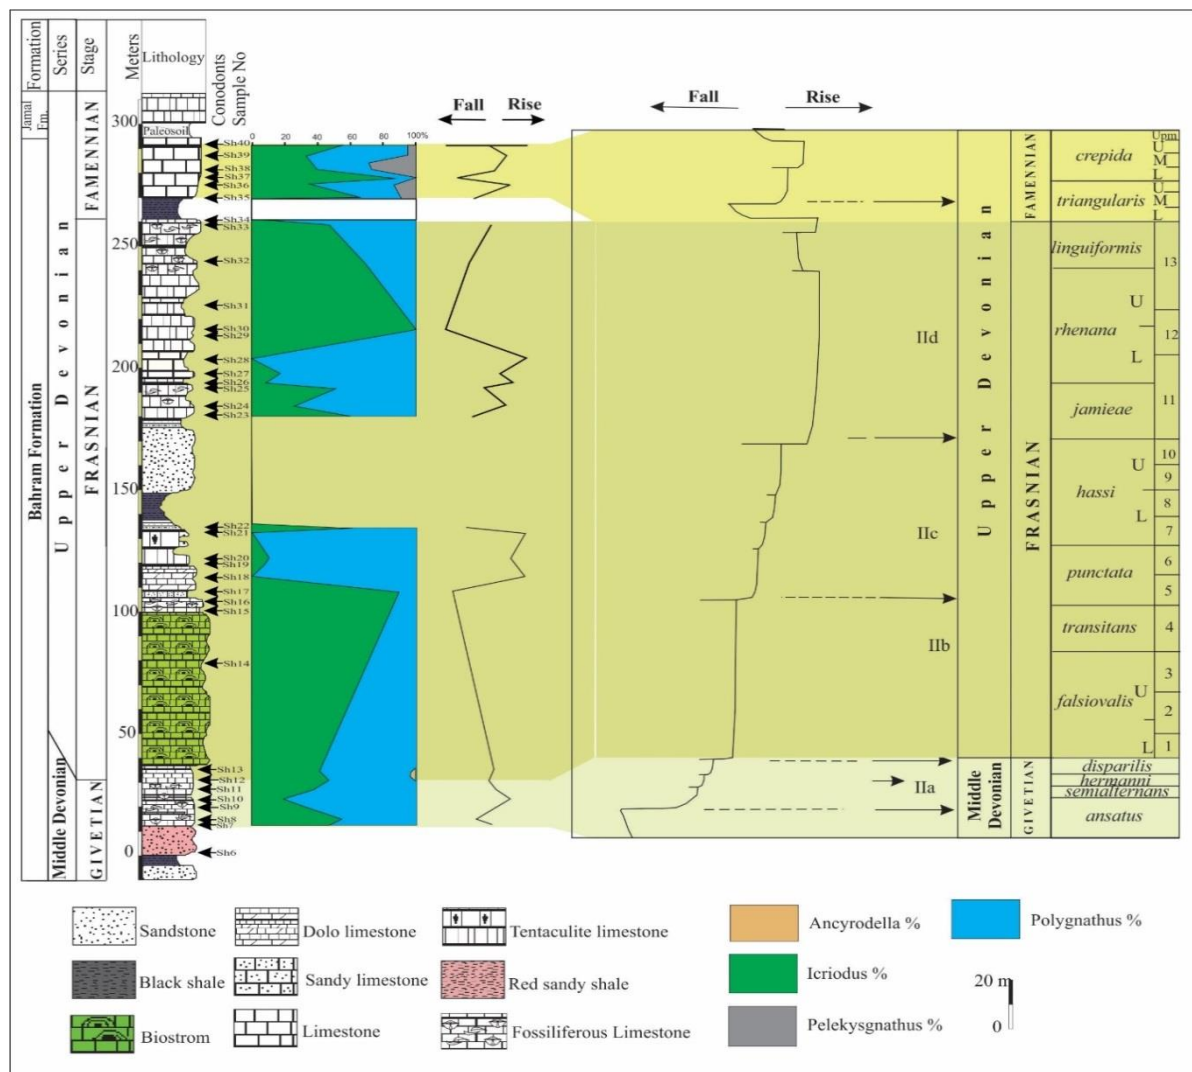 Formation
Series
Stage
Meters
Lithology
Conodonts
Sample No
Jamal Fm.
Bahram Formation
Upper Devonian
Middle Devonian
FAMENNIAN
FRASNIAN
GIVETIAN
300
250
200
150
100
50
0
Paleosoil
Sh40
Sh39
Sh38
Sh37
Sh36
Sh35
Sh34
Sh33
Sh32
Sh31
Sh30
Sh29
Sh28
Sh27
Sh26
Sh25
Sh24
Sh23
Sh22
Sh21
Sh20
Sh19
Sh18
Sh17
Sh16
Sh15
Sh14
Sh13
Sh12
Sh11
Sh10
Sh9
Sh8
Sh7
Sh6
0 20 40 60 80 100%
Fall Rise
Fall Rise
IId
IIc
IIb
IIa
Upper Devonian
Middle Devonian
FAMENNIAN
FRASNIAN
GIVETIAN
Upm
crepida U M L
triangularis U M L
linguiformis 13
rhenana U L 12
jamieae 11
hassi U L 10 9 8 7
punctata 6 5
transitans 4
falsiovalis U L 3 2 1
disparilis
hermanni
semialternans
ansatus
Sandstone
Dolo limestone
Tentaculite limestone
Black shale
Sandy limestone
Red sandy shale
Biostrom
Limestone
Fossiliferous Limestone
Ancyrodella %
Polygnathus %
Icriodus %
Pelekysgnathus %
20 m
0